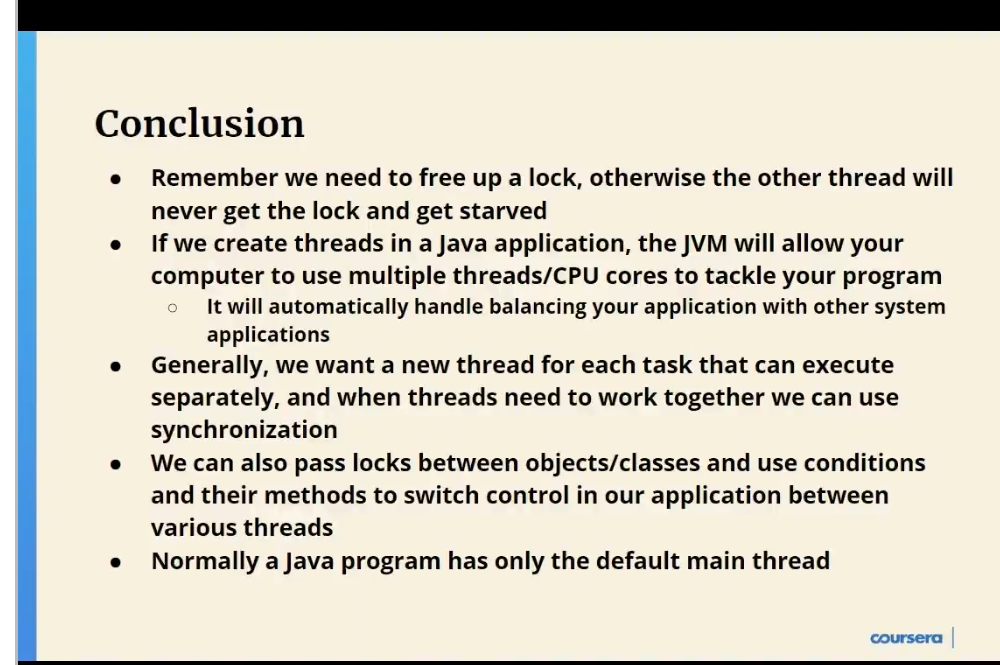 Conclusion
● Remember we need to free up a lock, otherwise the other thread will
never get the lock and get starved
● If we create threads in a Java application, the JVM will allow your
computer to use multiple threads/CPU cores to tackle your program
○ It will automatically handle balancing your application with other system
applications
● Generally, we want a new thread for each task that can execute
separately, and when threads need to work together we can use
synchronization
● We can also pass locks between objects/classes and use conditions
and their methods to switch control in our application between
various threads
● Normally a Java program has only the default main thread
coursera